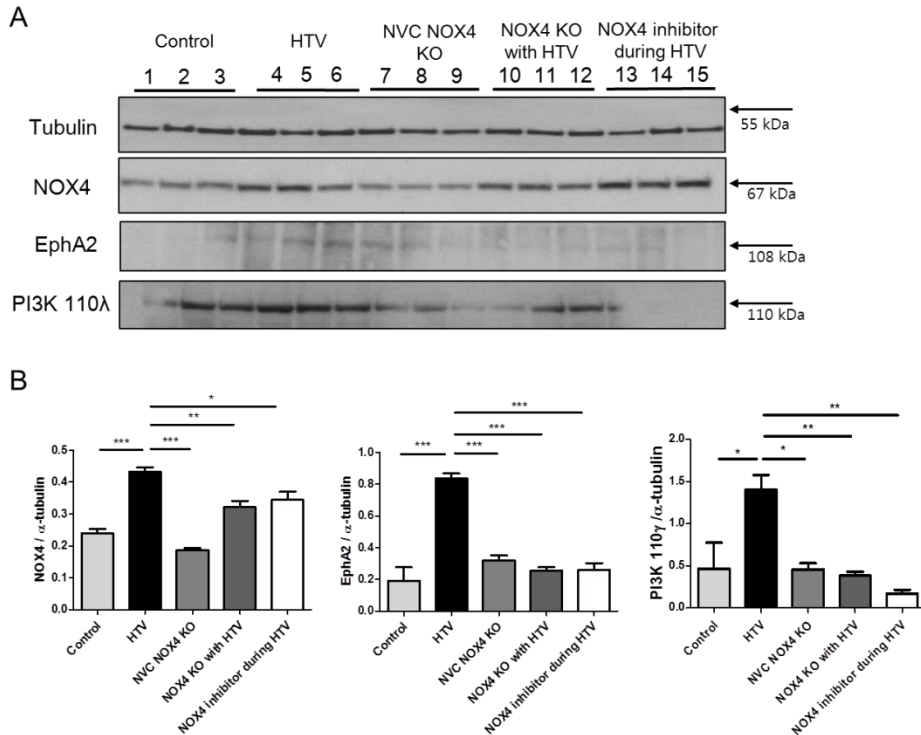 A
Control
HTV
NVC NOX4
KO
NOX4 KO
with HTV
NOX4 inhibitor
during HTV
1 2 3 4 5 6 7 8 9 10 11 12 13 14 15
Tubulin
55 kDa
NOX4
67 kDa
EphA2
108 kDa
PI3K 110λ
110 kDa
B
NOX4 / α-tubulin
0.5
0.4
0.3
0.2
0.1
0.0
***
***
**
*
Control
HTV
NVC NOX4 KO
NOX4 KO with HTV
NOX4 inhibitor during HTV
EphA2 / α-tubulin
1.0
0.8
0.6
0.4
0.2
0.0
***
***
***
***
Control
HTV
NVC NOX4 KO
NOX4 KO with HTV
NOX4 inhibitor during HTV
PI3K 110γ /α-tubulin
2.0
1.5
1.0
0.5
0.0
*
*
**
**
Control
HTV
NVC NOX4 KO
NOX4 KO with HTV
NOX4 inhibitor during HTV